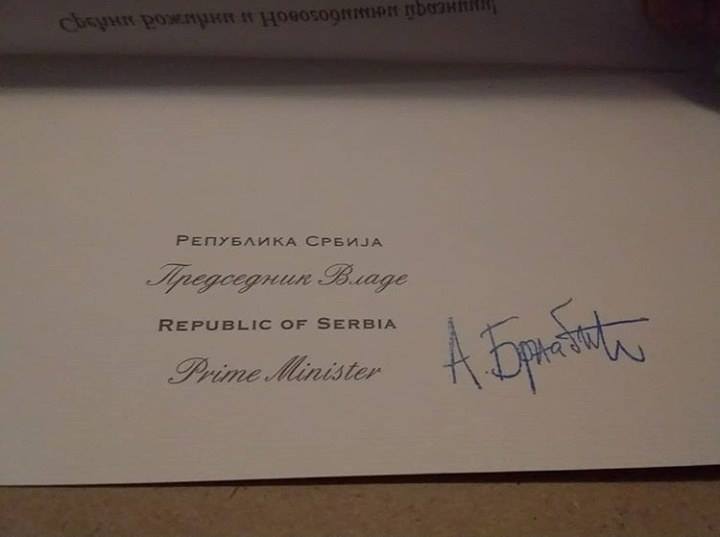 Срећни Божићни и Новогодишњи празници!
РЕПУБЛИКА СРБИЈА
Председник Владе
REPUBLIC OF SERBIA
Prime Minister
А. Брнабић